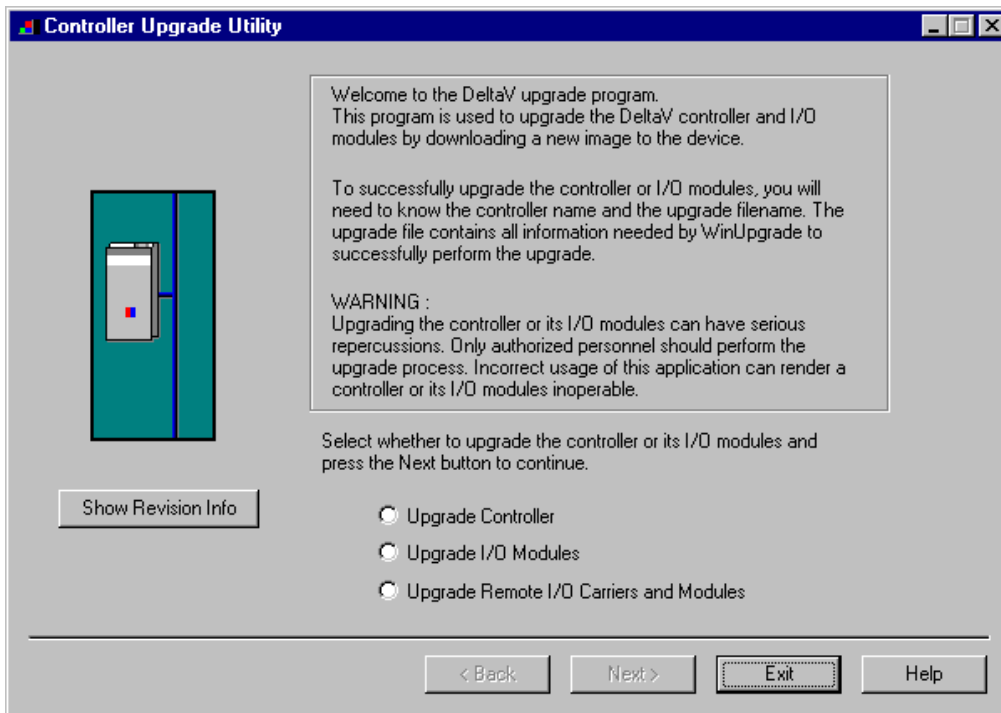 Controller Upgrade Utility
Welcome to the DeltaV upgrade program.
This program is used to upgrade the DeltaV controller and I/O
modules by downloading a new image to the device.
To successfully upgrade the controller or I/O modules, you will
need to know the controller name and the upgrade filename. The
upgrade file contains all information needed by WinUpgrade to
successfully perform the upgrade.
WARNING :
Upgrading the controller or its I/O modules can have serious
repercussions. Only authorized personnel should perform the
upgrade process. Incorrect usage of this application can render a
controller or its I/O modules inoperable.
Select whether to upgrade the controller or its I/O modules and
press the Next button to continue.
Show Revision Info
Upgrade Controller
Upgrade I/O Modules
Upgrade Remote I/O Carriers and Modules
< Back
Next >
Exit
Help